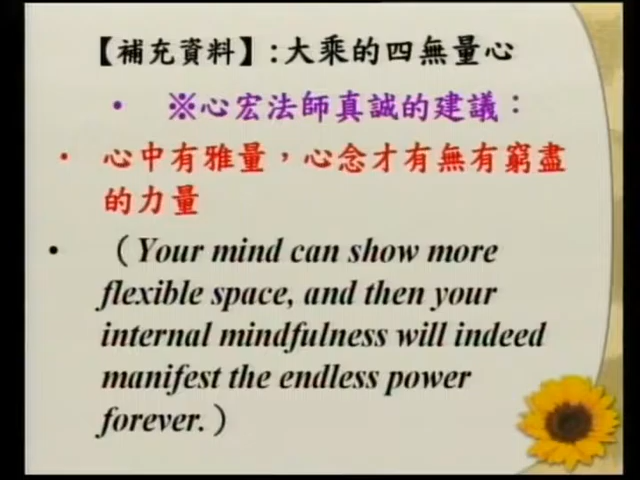 【補充資料】:大乘的四無量心
• ※心宏法師真誠的建議：
• 心中有雅量，心念才有無有窮盡
的力量
• （Your mind can show more
flexible space, and then your
internal mindfulness will indeed
manifest the endless power
forever.）